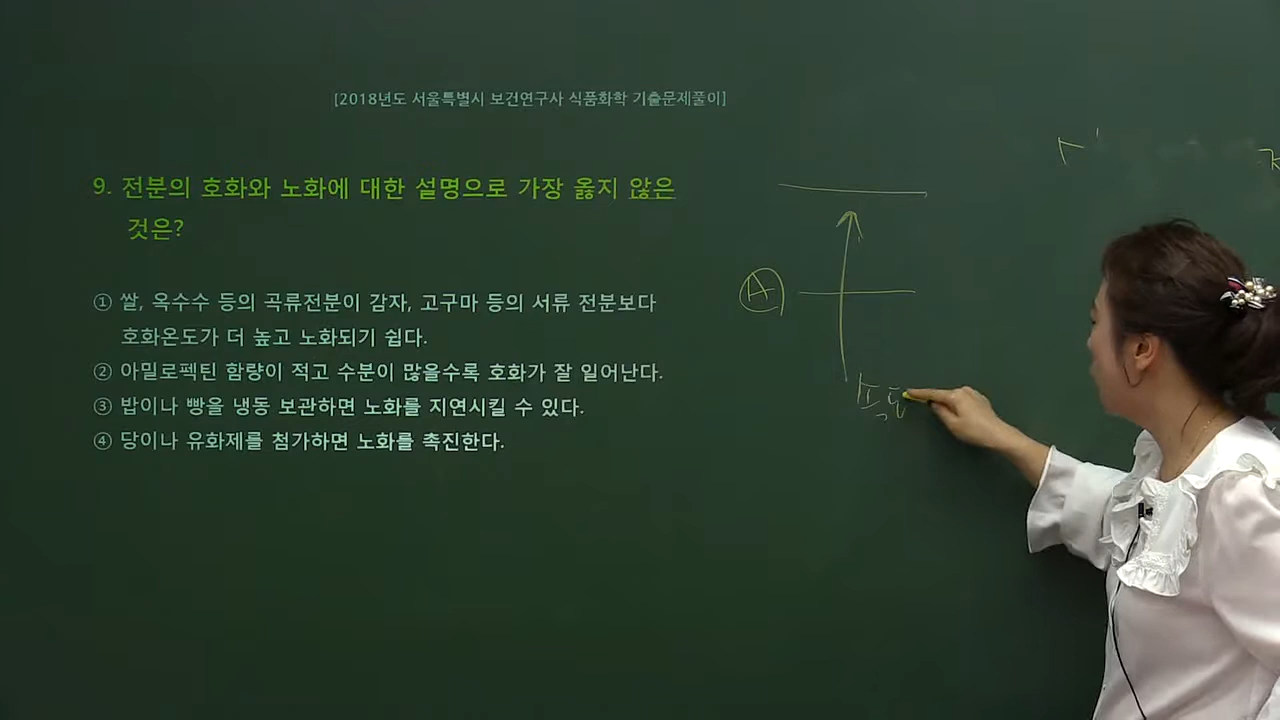 [2018년도 서울특별시 보건연구사 식품화학 기출문제풀이]
9. 전분의 호화와 노화에 대한 설명으로 가장 옳지 않은
것은?
① 쌀, 옥수수 등의 곡류전분이 감자, 고구마 등의 서류 전분보다
호화온도가 더 높고 노화되기 쉽다.
② 아밀로펙틴 함량이 적고 수분이 많을수록 호화가 잘 일어난다.
③ 밥이나 빵을 냉동 보관하면 노화를 지연시킬 수 있다.
④ 당이나 유화제를 첨가하면 노화를 촉진한다.
A